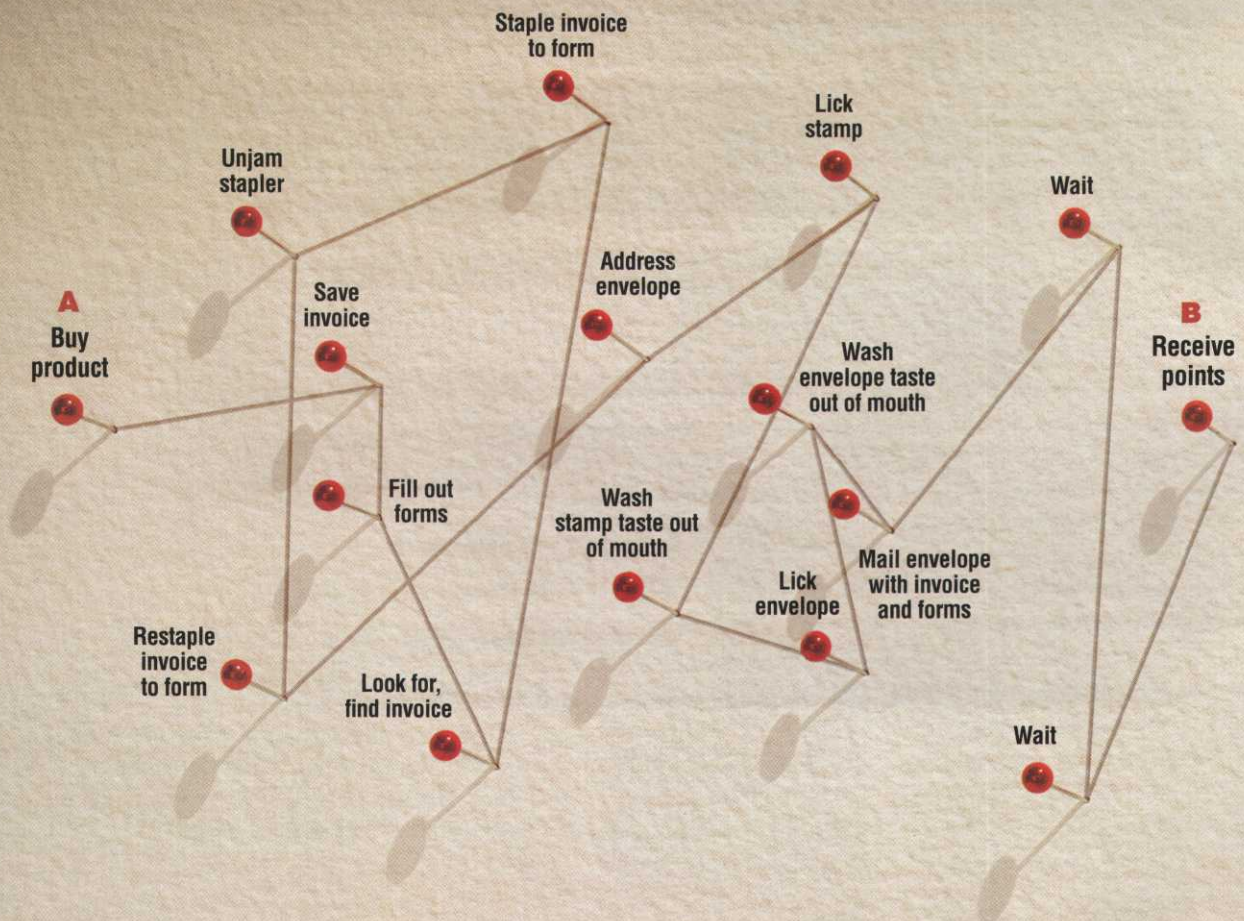 A
Buy
product
Save
invoice
Fill out
forms
Look for,
find invoice
Staple invoice
to form
Unjam
stapler
Restaple
invoice
to form
Address
envelope
Lick
stamp
Wash
stamp taste out
of mouth
Lick
envelope
Wash
envelope taste
out of mouth
Mail envelope
with invoice
and forms
Wait
Wait
B
Receive
points